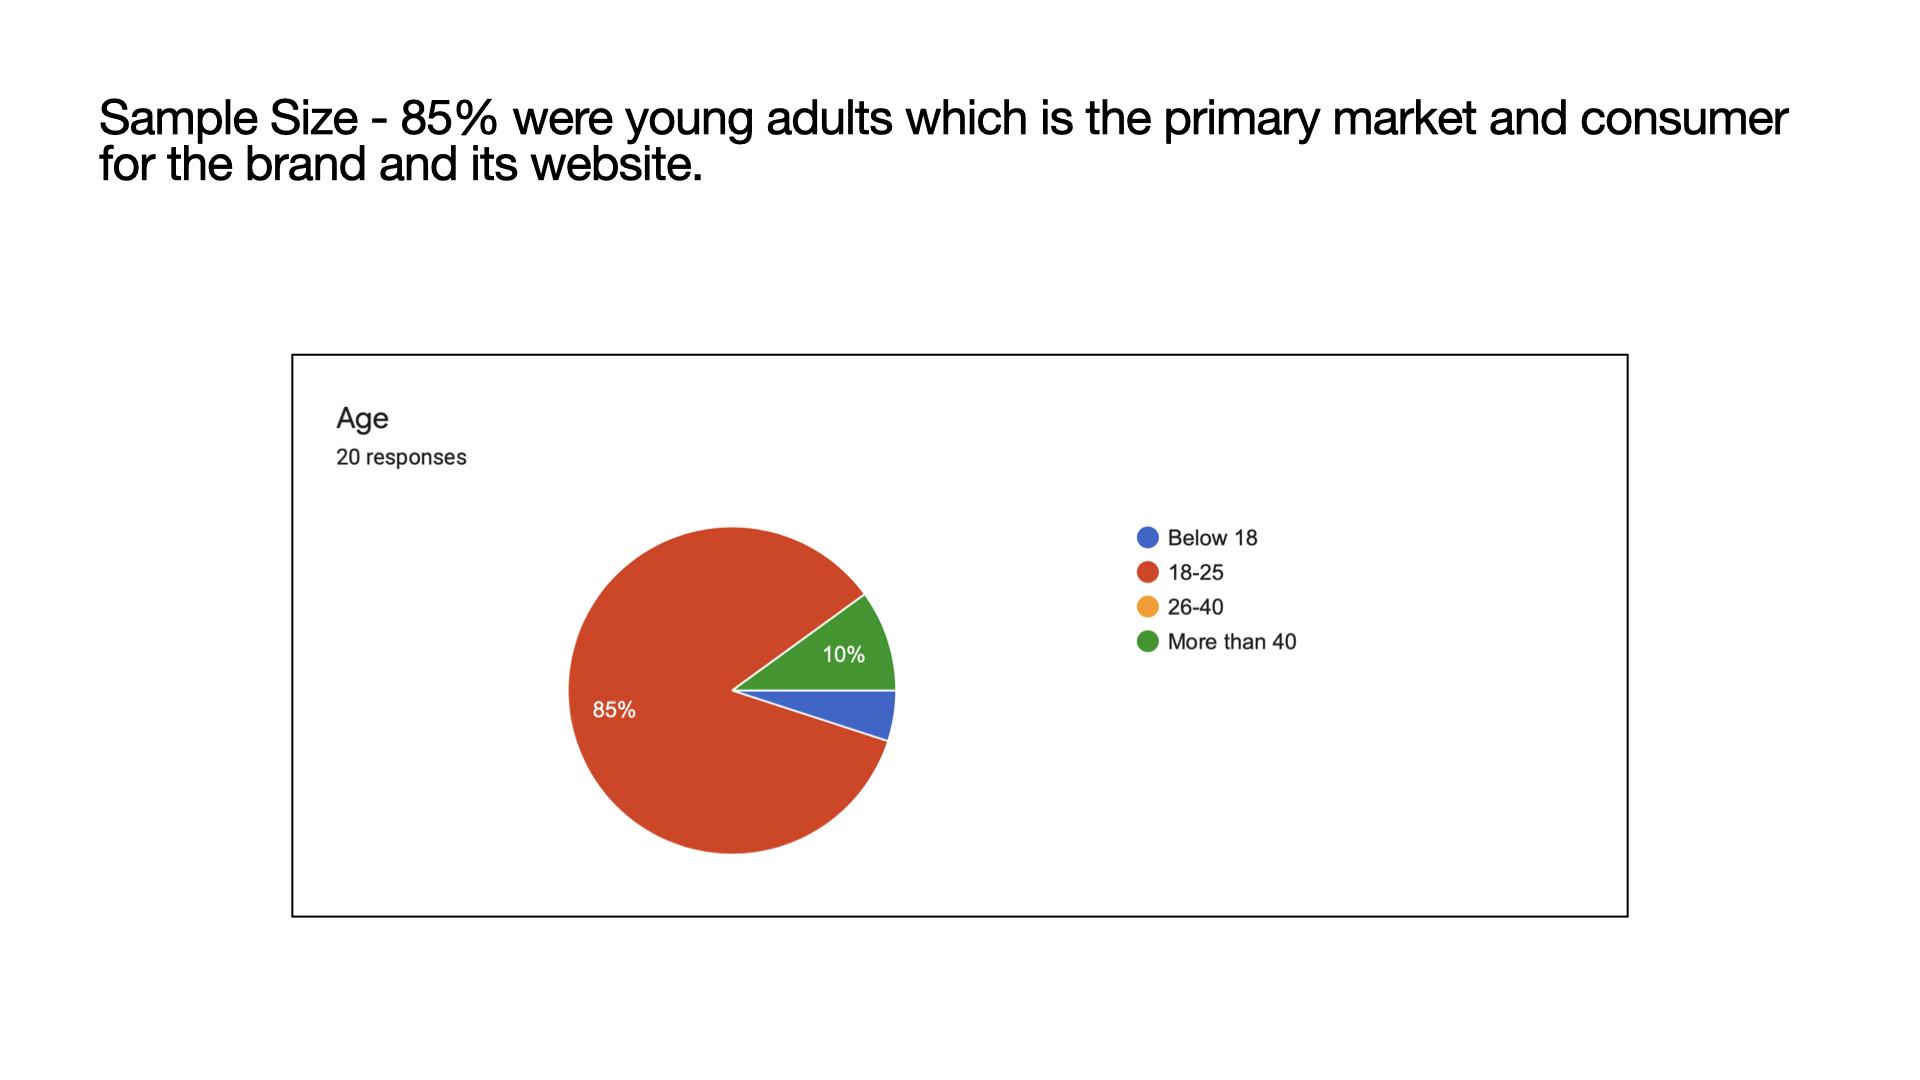 Sample Size - 85% were young adults which is the primary market and consumer
for the brand and its website.
Age
20 responses
85%
10%
Below 18
18-25
26-40
More than 40